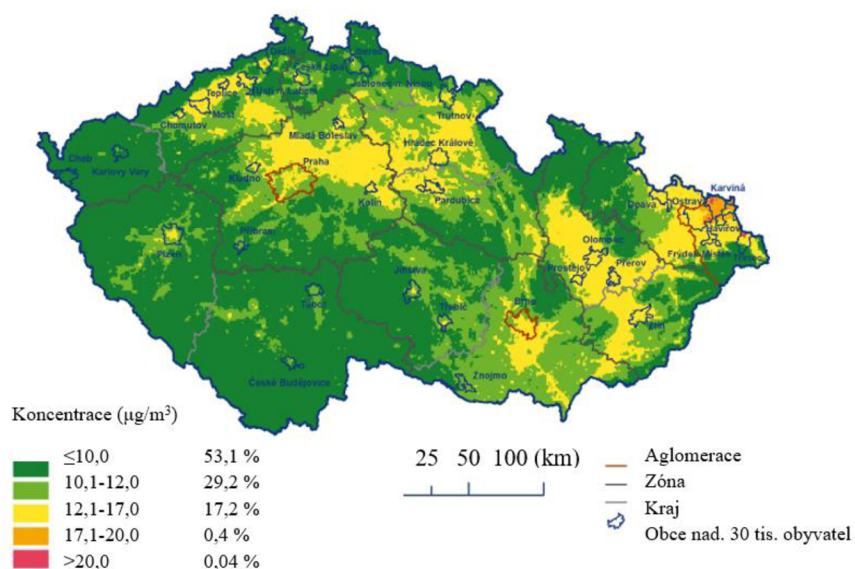 Děčín
Liberec
Česká Lípa
Jablonec n. Nisou
Teplice
Ústí n. Labem
Most
Chomutov
Trutnov
Mladá Boleslav
Hradec Králové
Cheb
Karlovy Vary
Kladno
Praha
Kolín
Pardubice
Karviná
Opava
Ostrava
Havířov
Příbram
Plzeň
Olomouc
Frýdek-Místek
Třinec
Prostějov
Přerov
Jihlava
Tábor
Třebíč
Brno
Zlín
České Budějovice
Znojmo
Koncentrace (µg/m³)
≤10,0 53,1 %
10,1-12,0 29,2 %
12,1-17,0 17,2 %
17,1-20,0 0,4 %
>20,0 0,04 %
25 50 100 (km)
Aglomerace
Zóna
Kraj
Obce nad. 30 tis. obyvatel